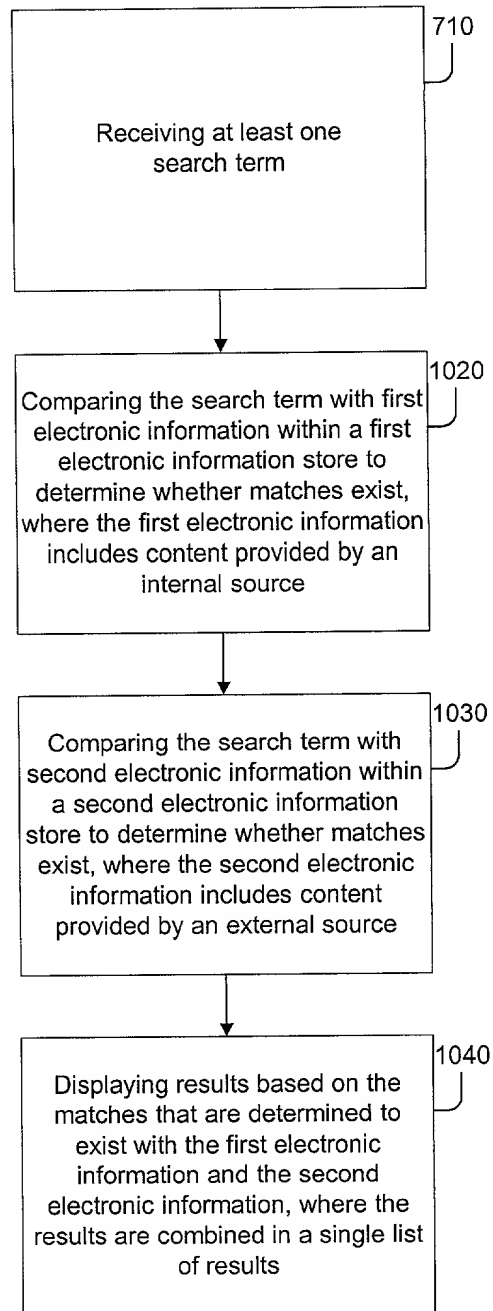 710
Receiving at least one
search term
1020
Comparing the search term with first
electronic information within a first
electronic information store to
determine whether matches exist,
where the first electronic information
includes content provided by an
internal source
1030
Comparing the search term with
second electronic information within
a second electronic information
store to determine whether matches
exist, where the second electronic
information includes content
provided by an external source
1040
Displaying results based on the
matches that are determined to
exist with the first electronic
information and the second
electronic information, where the
results are combined in a single list
of results